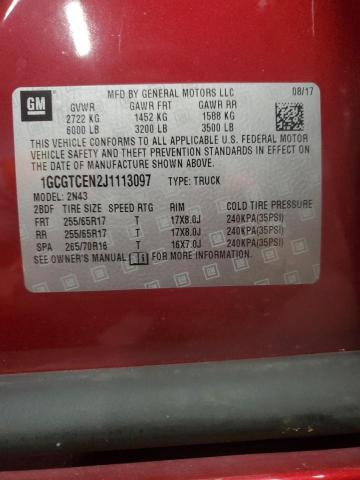 GM
MFD BY GENERAL MOTORS LLC 08/17
GVWR GAWR FRT GAWR RR
2722 KG 1452 KG 1588 KG
6000 LB 3200 LB 3500 LB
THIS VEHICLE CONFORMS TO ALL APPLICABLE U.S. FEDERAL MOTOR
VEHICLE SAFETY AND THEFT PREVENTION STANDARDS
IN EFFECT ON THE DATE OF MANUFACTURE SHOWN ABOVE.
1GCGTCEN2J1113097 TYPE: TRUCK
MODEL: 2N43
2BDF TIRE SIZE SPEED RTG RIM COLD TIRE PRESSURE
FRT 255/65R17 T 17X8.0J 240KPA(35PSI)
RR 255/65R17 T 17X8.0J 240KPA(35PSI)
SPA 265/70R16 T 16X7.0J 240KPA(35PSI)
SEE OWNER'S MANUAL FOR MORE INFORMATION